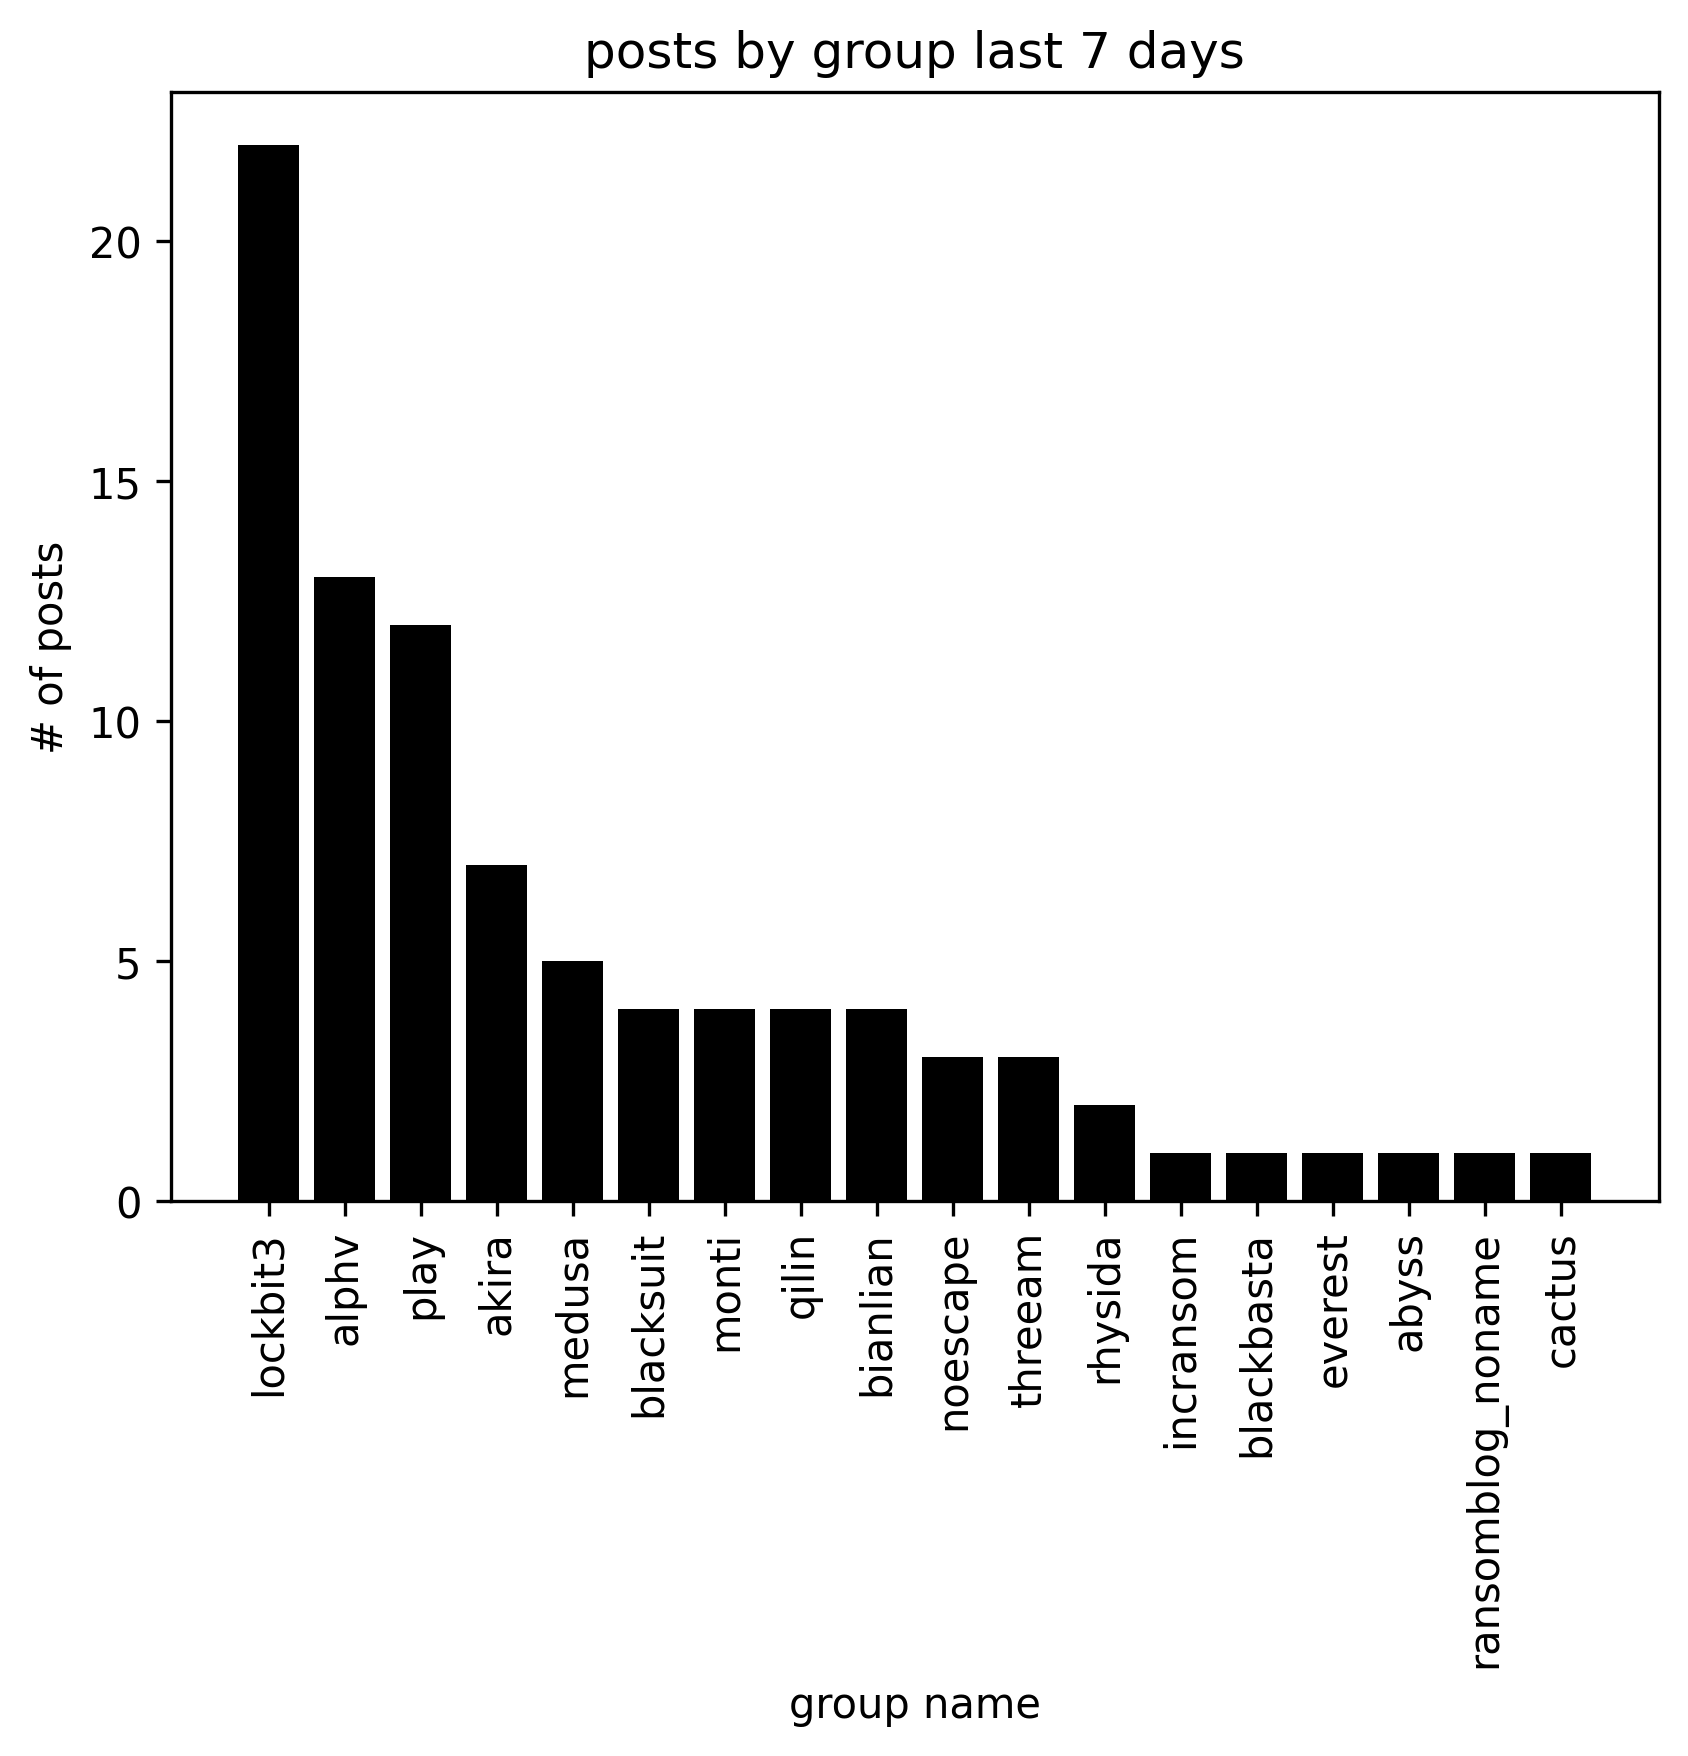 posts by group last 7 days
# of posts
20
15
10
5
0
lockbit3
alphv
play
akira
medusa
blacksuit
monti
qilin
bianlian
noescape
threeam
rhysida
incransom
blackbasta
everest
abyss
ransomblog_noname
cactus
group name